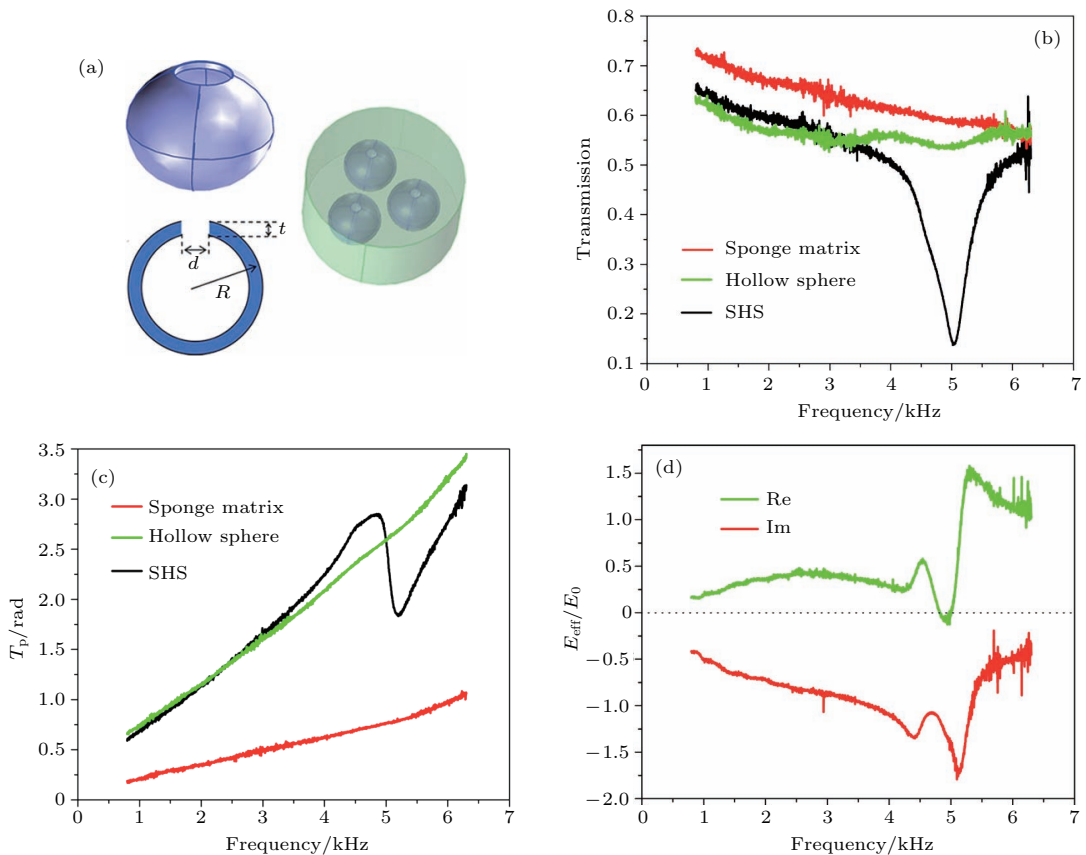 (a)
t
d
R
(b)
0.8
0.7
0.6
0.5
0.4
0.3
0.2
0.1
Transmission
Sponge matrix
Hollow sphere
SHS
0 1 2 3 4 5 6 7
Frequency/kHz
(c)
3.5
3.0
2.5
2.0
1.5
1.0
0.5
0
Tp/rad
Sponge matrix
Hollow sphere
SHS
0 1 2 3 4 5 6 7
Frequency/kHz
(d)
1.5
1.0
0.5
0
−0.5
−1.0
−1.5
−2.0
Eeff/E0
Re
Im
0 1 2 3 4 5 6 7
Frequency/kHz